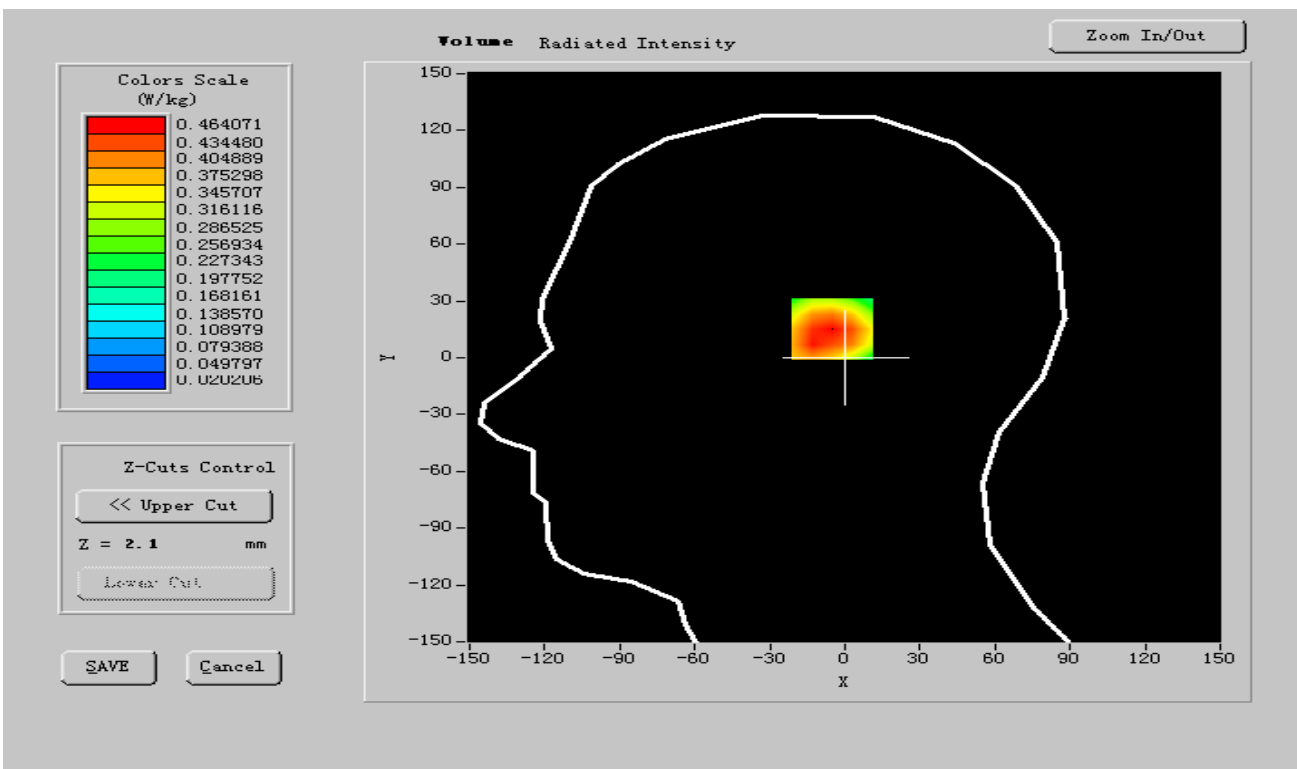 Volume Radiated Intensity
Zoom In/Out
Colors Scale
(W/kg)
0.464071
0.434480
0.404889
0.375298
0.345707
0.316116
0.286525
0.256934
0.227343
0.197752
0.168161
0.138570
0.108979
0.079388
0.049797
0.020206
Z-Cuts Control
<< Upper Cut
Z = 2.1 mm
Lower Cut
SAVE
Cancel
150
120
90
60
30
0
-30
-60
-90
-120
-150
Y
-150 -120 -90 -60 -30 0 30 60 90 120 150
X